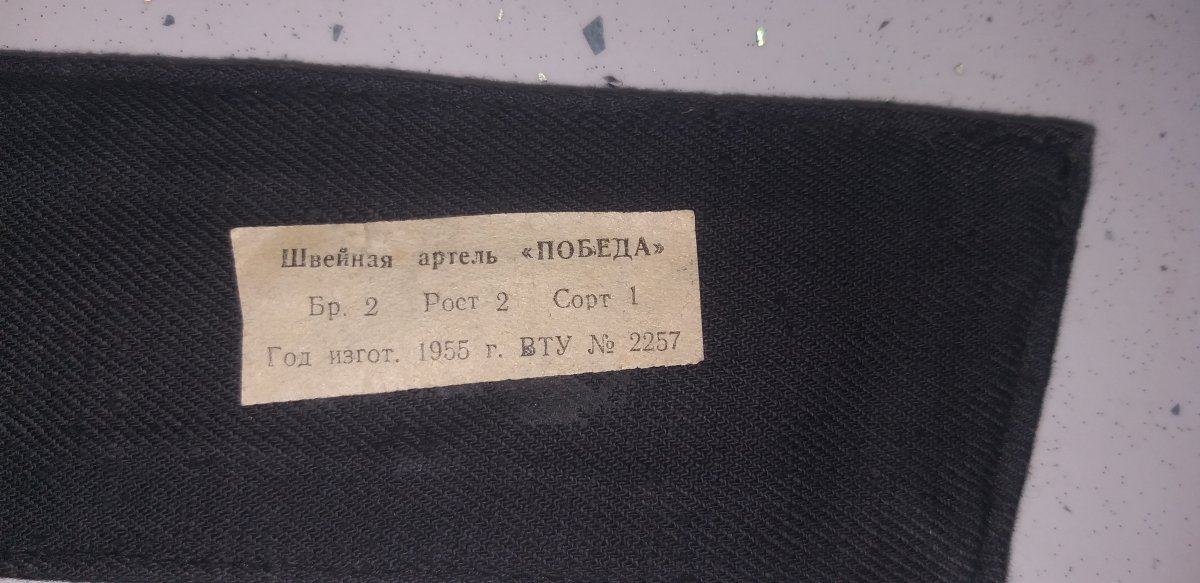 Швейная артель «ПОБЕДА»
Бр. 2 Рост 2 Сорт 1
Год изгот. 1955 г. ВТУ № 2257